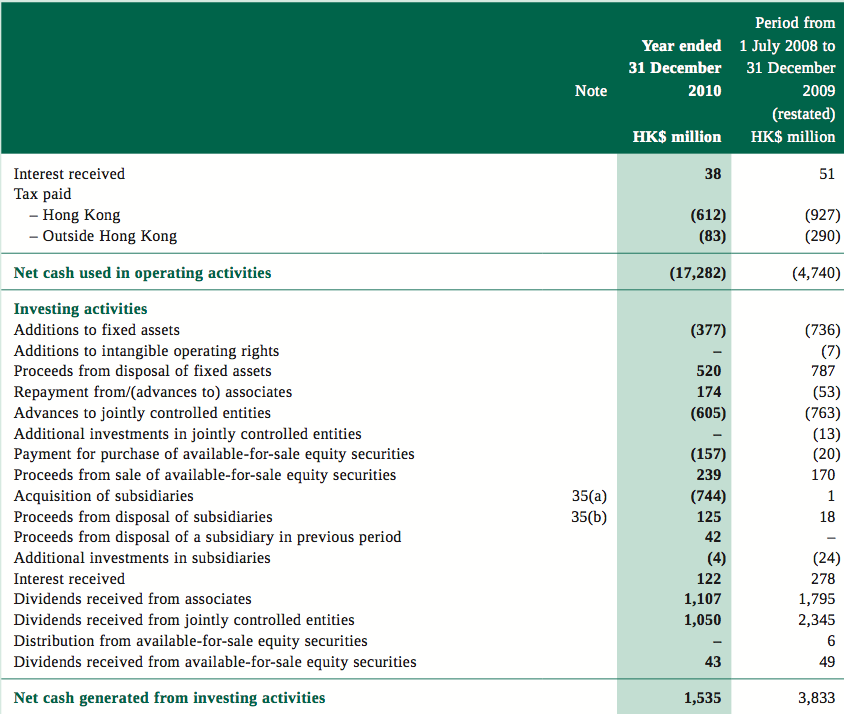 Period from
Year ended 1 July 2008 to
31 December 31 December
Note 2010 2009
(restated)
HK$ million HK$ million
Interest received 38 51
Tax paid
– Hong Kong (612) (927)
– Outside Hong Kong (83) (290)
Net cash used in operating activities (17,282) (4,740)
Investing activities
Additions to fixed assets (377) (736)
Additions to intangible operating rights – (7)
Proceeds from disposal of fixed assets 520 787
Repayment from/(advances to) associates 174 (53)
Advances to jointly controlled entities (605) (763)
Additional investments in jointly controlled entities – (13)
Payment for purchase of available-for-sale equity securities (157) (20)
Proceeds from sale of available-for-sale equity securities 239 170
Acquisition of subsidiaries 35(a) (744) 1
Proceeds from disposal of subsidiaries 35(b) 125 18
Proceeds from disposal of a subsidiary in previous period 42 –
Additional investments in subsidiaries (4) (24)
Interest received 122 278
Dividends received from associates 1,107 1,795
Dividends received from jointly controlled entities 1,050 2,345
Distribution from available-for-sale equity securities – 6
Dividends received from available-for-sale equity securities 43 49
Net cash generated from investing activities 1,535 3,833